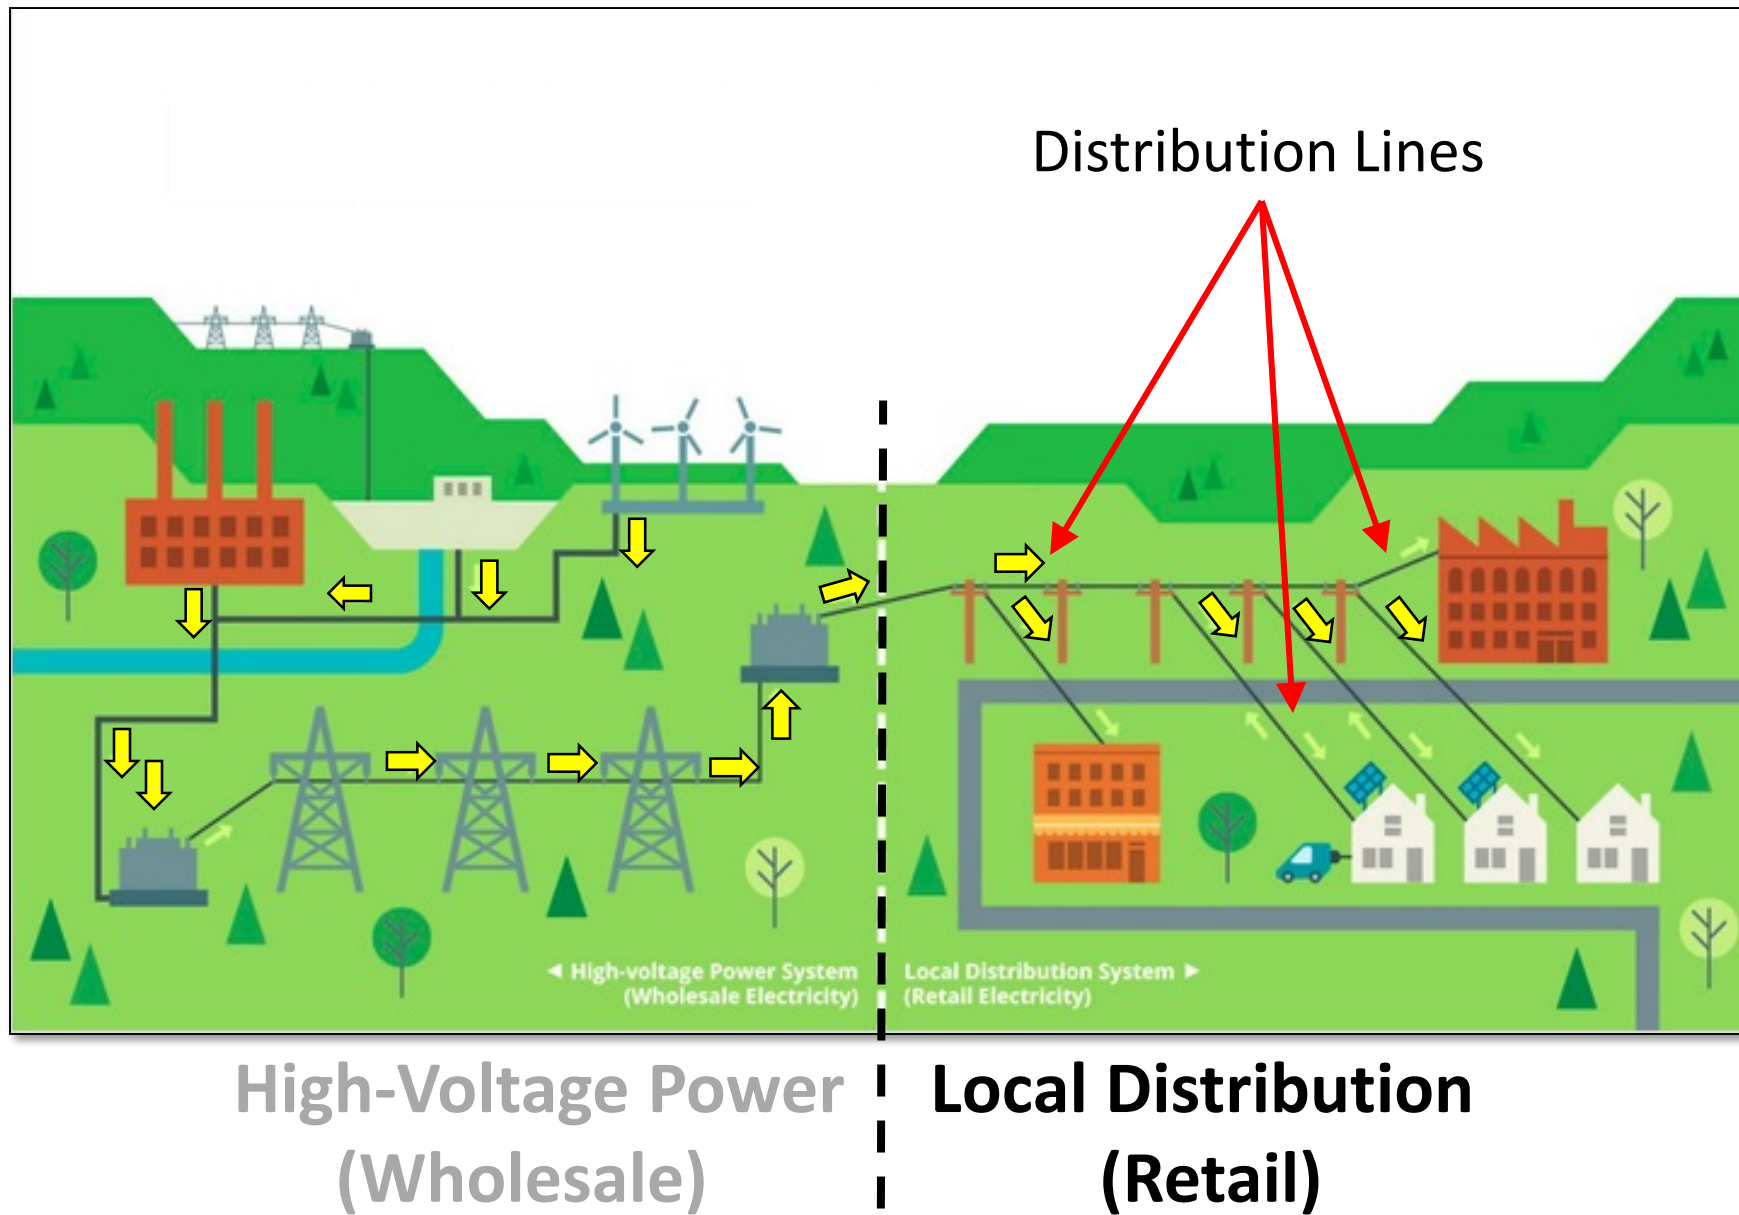 Distribution Lines
◄ High-voltage Power System
(Wholesale Electricity)
Local Distribution System ►
(Retail Electricity)
High-Voltage Power
(Wholesale)
Local Distribution
(Retail)